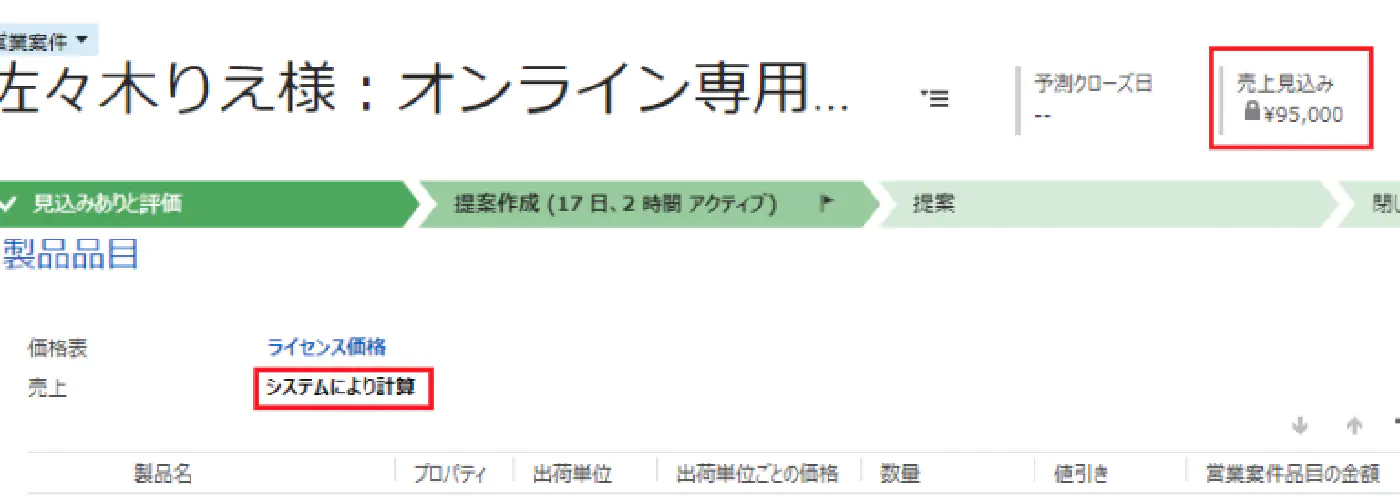 営業案件
佐々木りえ様：オンライン専用...
予測クローズ日
--
売上見込み
¥95,000
見込みありと評価
提案作成 (17 日、2 時間 アクティブ)
提案
閉じ
製品品目
価格表 ライセンス価格
売上 システムにより計算
製品名 プロパティ 出荷単位 出荷単位ごとの価格 数量 値引き 営業案件品目の金額